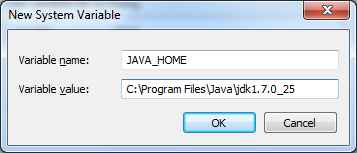 New System Variable
Variable name: JAVA_HOME
Variable value: C:\Program Files\Java\jdk1.7.0_25
OK Cancel